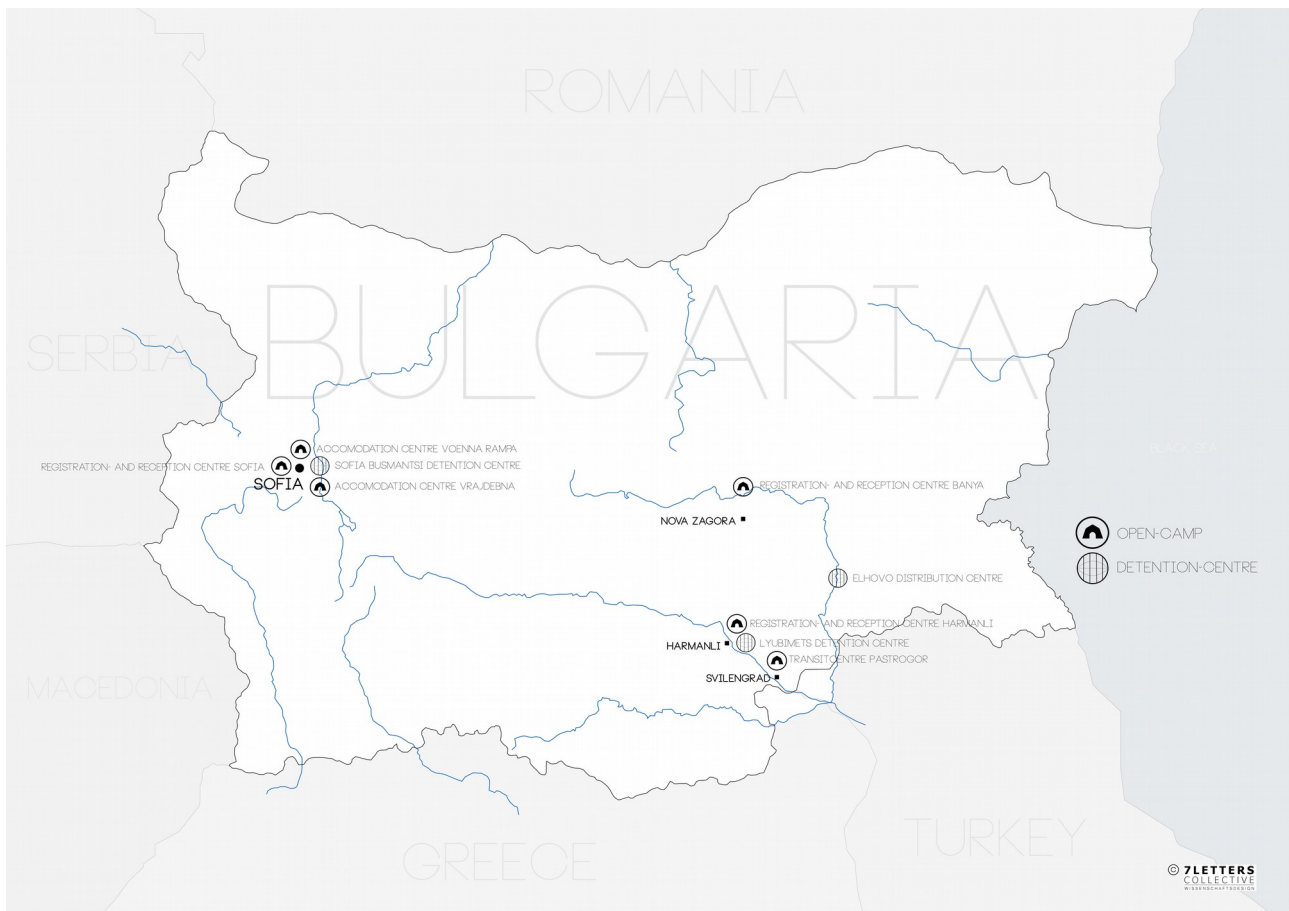 ROMANIA
BULGARIA
SERBIA
BLACK SEA
ACCOMODATION CENTRE VOENNA RAMPA
REGISTRATION- AND RECEPTION CENTRE SOFIA
SOFIA BUSMANTSI DETENTION CENTRE
SOFIA
ACCOMODATION CENTRE VRAJDEBNA
REGISTRATION- AND RECEPTION CENTRE BANYA
NOVA ZAGORA
OPEN-CAMP
DETENTION-CENTRE
ELHOVO DISTRIBUTION CENTRE
REGISTRATION- AND RECEPTION CENTRE HARMANLI
HARMANLI
LYUBIMETS DETENTION CENTRE
TRANSITCENTRE PASTROGOR
SVILENGRAD
MACEDONIA
TURKEY
GREECE
© 7LETTERS
COLLECTIVE
WISSENSCHAFTSDESIGN